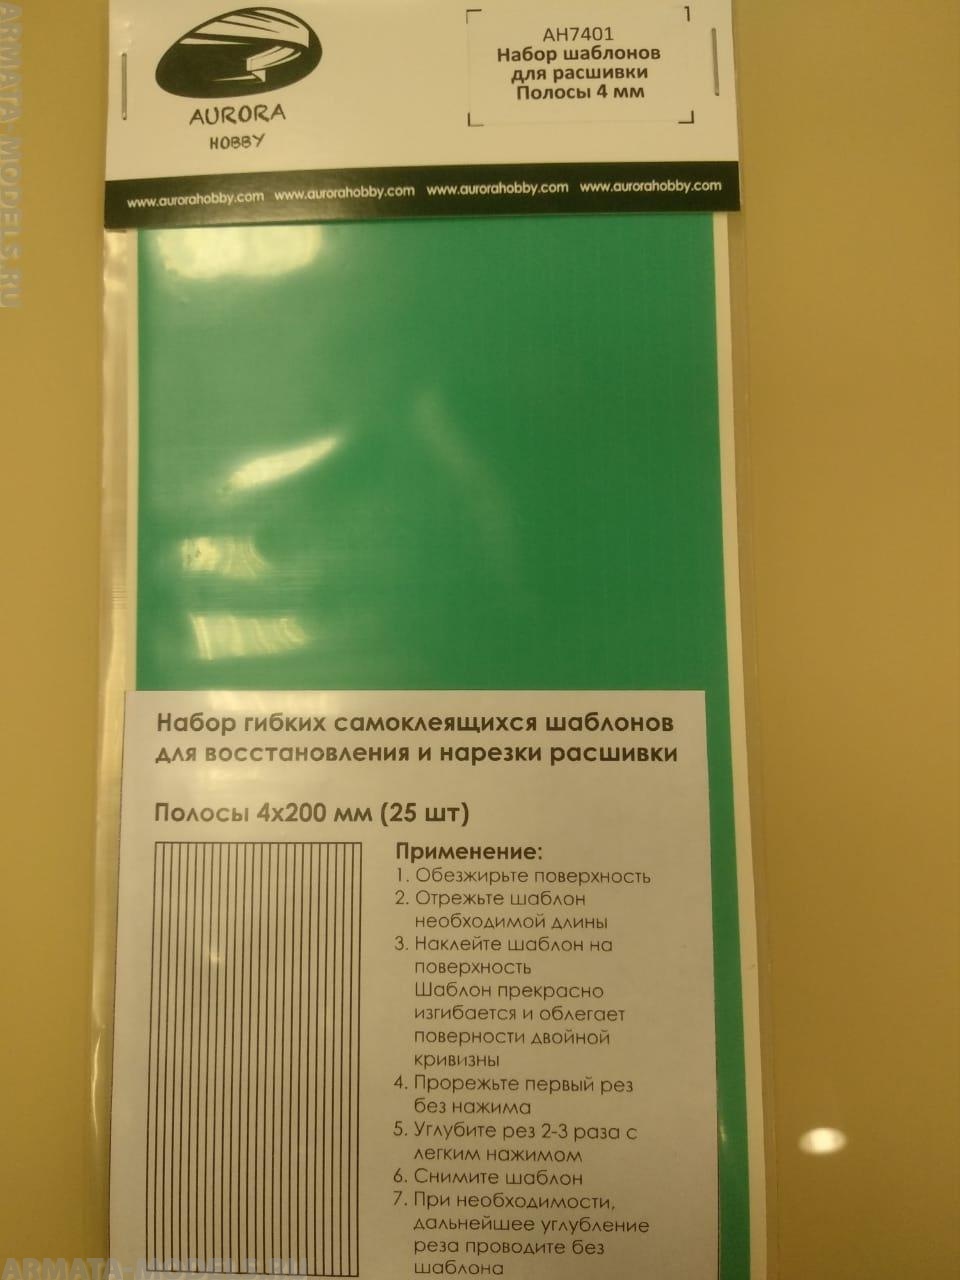 AURORA
HOBBY
AH7401
Набор шаблонов
для расшивки
Полосы 4 мм
www.aurorahobby.com www.aurorahobby.com www.aurorahobby.com www.aurorahobby.com
Набор гибких самоклеящихся шаблонов
для восстановления и нарезки расшивки
Полосы 4х200 мм (25 шт)
Применение:
1. Обезжирьте поверхность
2. Отрежьте шаблон
необходимой длины
3. Наклейте шаблон на
поверхность
Шаблон прекрасно
изгибается и облегает
поверности двойной
кривизны
4. Прорежьте первый рез
без нажима
5. Углубите рез 2-3 раза с
легким нажимом
6. Снимите шаблон
7. При необходимости,
дальнейшее углубление
реза проводите без
шаблона
ARMATA-MODELS.RU
ARMATA-MODELS.RU